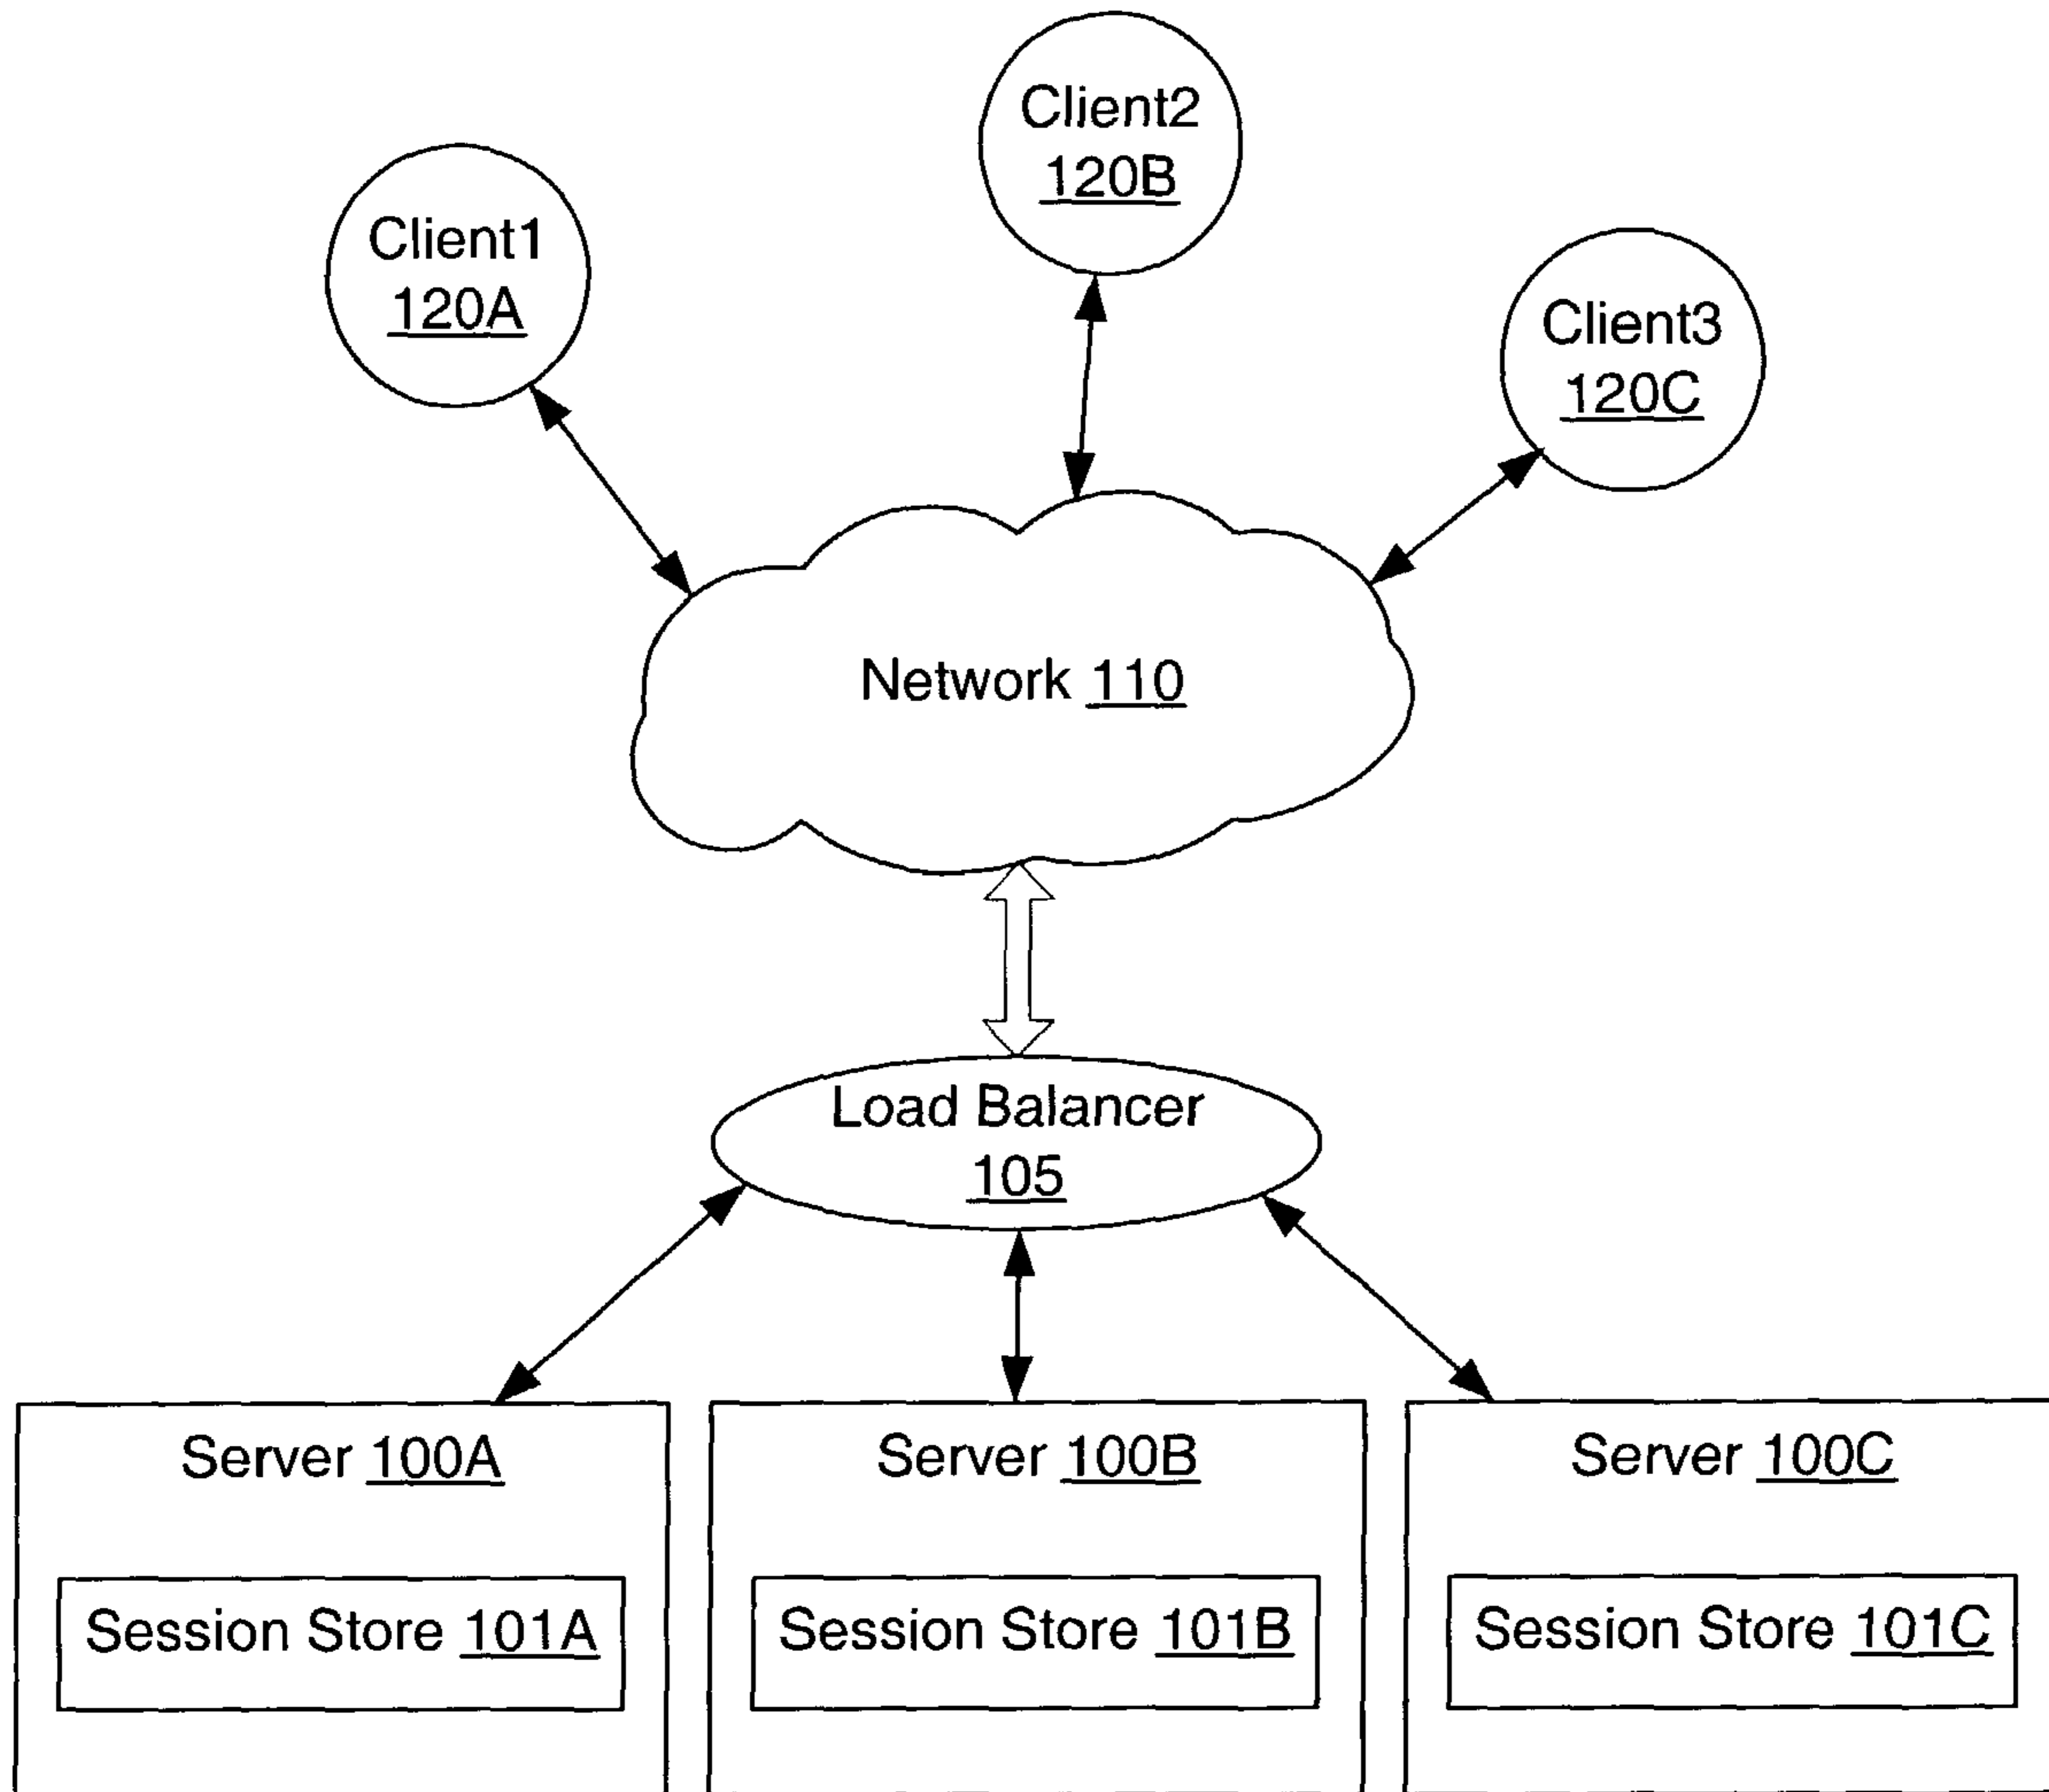 Client2
120B
Client1
120A
Client3
120C
Network 110
Load Balancer
105
Server 100A
Server 100B
Server 100C
Session Store 101A
Session Store 101B
Session Store 101C